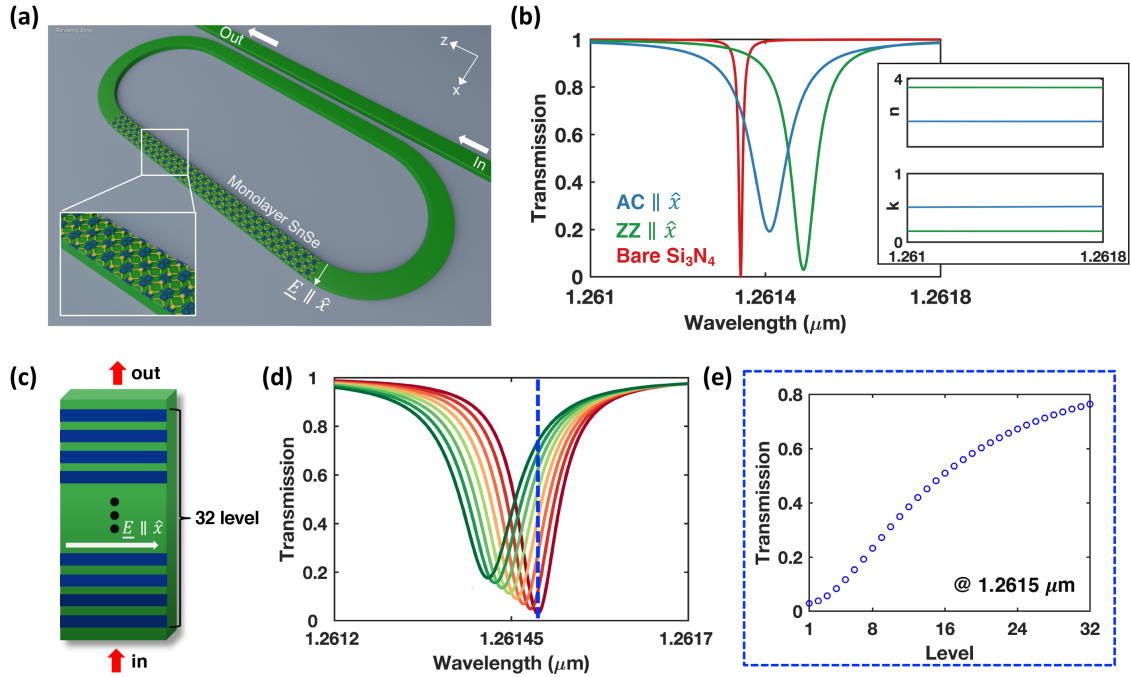 (a)
Rendering Done
Out
z
x
In
Monolayer SnSe
E ∥ x̂
(b)
1
0.8
0.6
0.4
0.2
0
Transmission
AC ∥ x̂
ZZ ∥ x̂
Bare Si₃N₄
1.261
1.2614
1.2618
Wavelength (μm)
4
n
k
0
1.261
1.2618
(c)
out
E ∥ x̂
32 level
in
(d)
1
0.8
0.6
0.4
0.2
0
Transmission
1.2612
1.26145
1.2617
Wavelength (μm)
(e)
0.8
0.6
0.4
0.2
0
Transmission
@ 1.2615 μm
1
8
16
24
32
Level